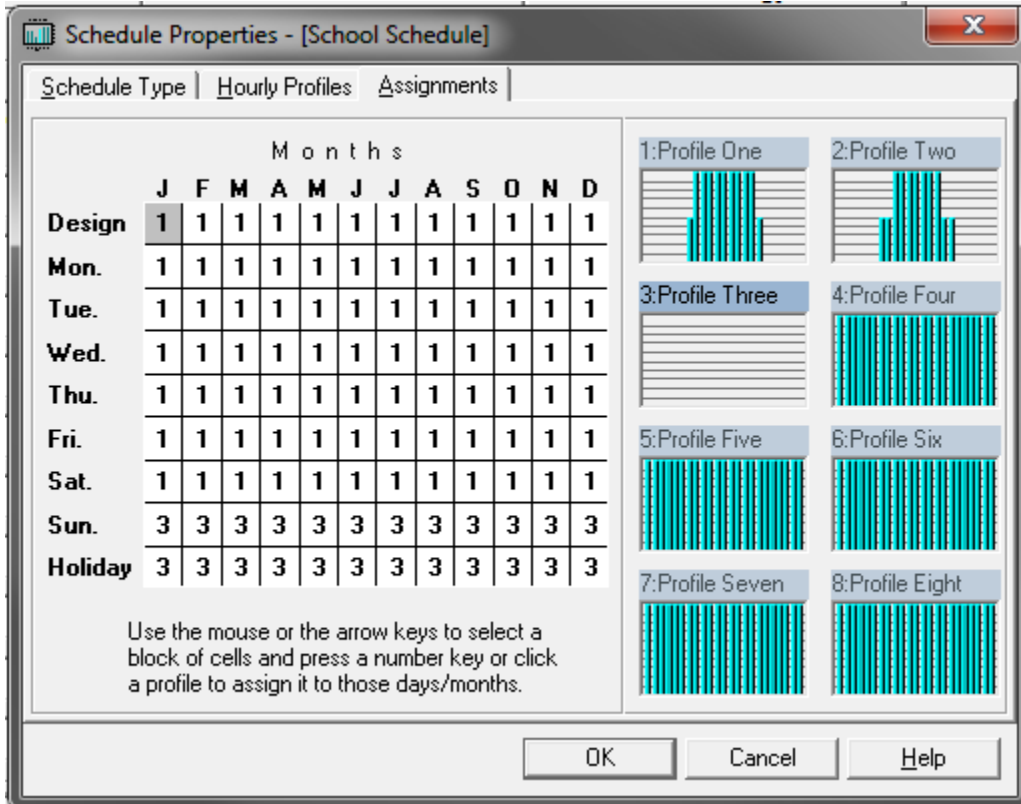 Schedule Properties - [School Schedule]
Schedule Type Hourly Profiles Assignments
Months
J F M A M J J A S O N D
Design 1 1 1 1 1 1 1 1 1 1 1 1
Mon. 1 1 1 1 1 1 1 1 1 1 1 1
Tue. 1 1 1 1 1 1 1 1 1 1 1 1
Wed. 1 1 1 1 1 1 1 1 1 1 1 1
Thu. 1 1 1 1 1 1 1 1 1 1 1 1
Fri. 1 1 1 1 1 1 1 1 1 1 1 1
Sat. 1 1 1 1 1 1 1 1 1 1 1 1
Sun. 3 3 3 3 3 3 3 3 3 3 3 3
Holiday 3 3 3 3 3 3 3 3 3 3 3 3
Use the mouse or the arrow keys to select a
block of cells and press a number key or click
a profile to assign it to those days/months.
1:Profile One 2:Profile Two
3:Profile Three 4:Profile Four
5:Profile Five 6:Profile Six
7:Profile Seven 8:Profile Eight
OK Cancel Help